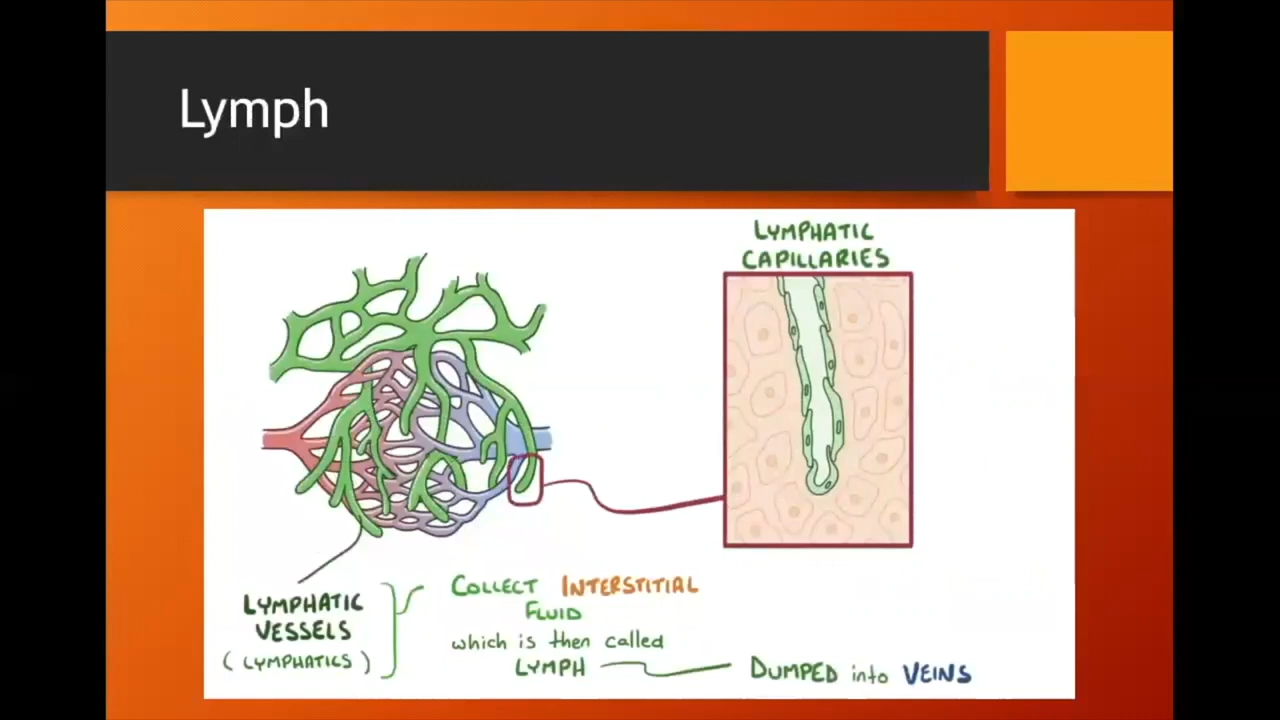 Lymph
LYMPHATIC
CAPILLARIES
LYMPHATIC
VESSELS
(LYMPHATICS)
COLLECT INTERSTITIAL
FLUID
which is then called
LYMPH
DUMPED into VEINS